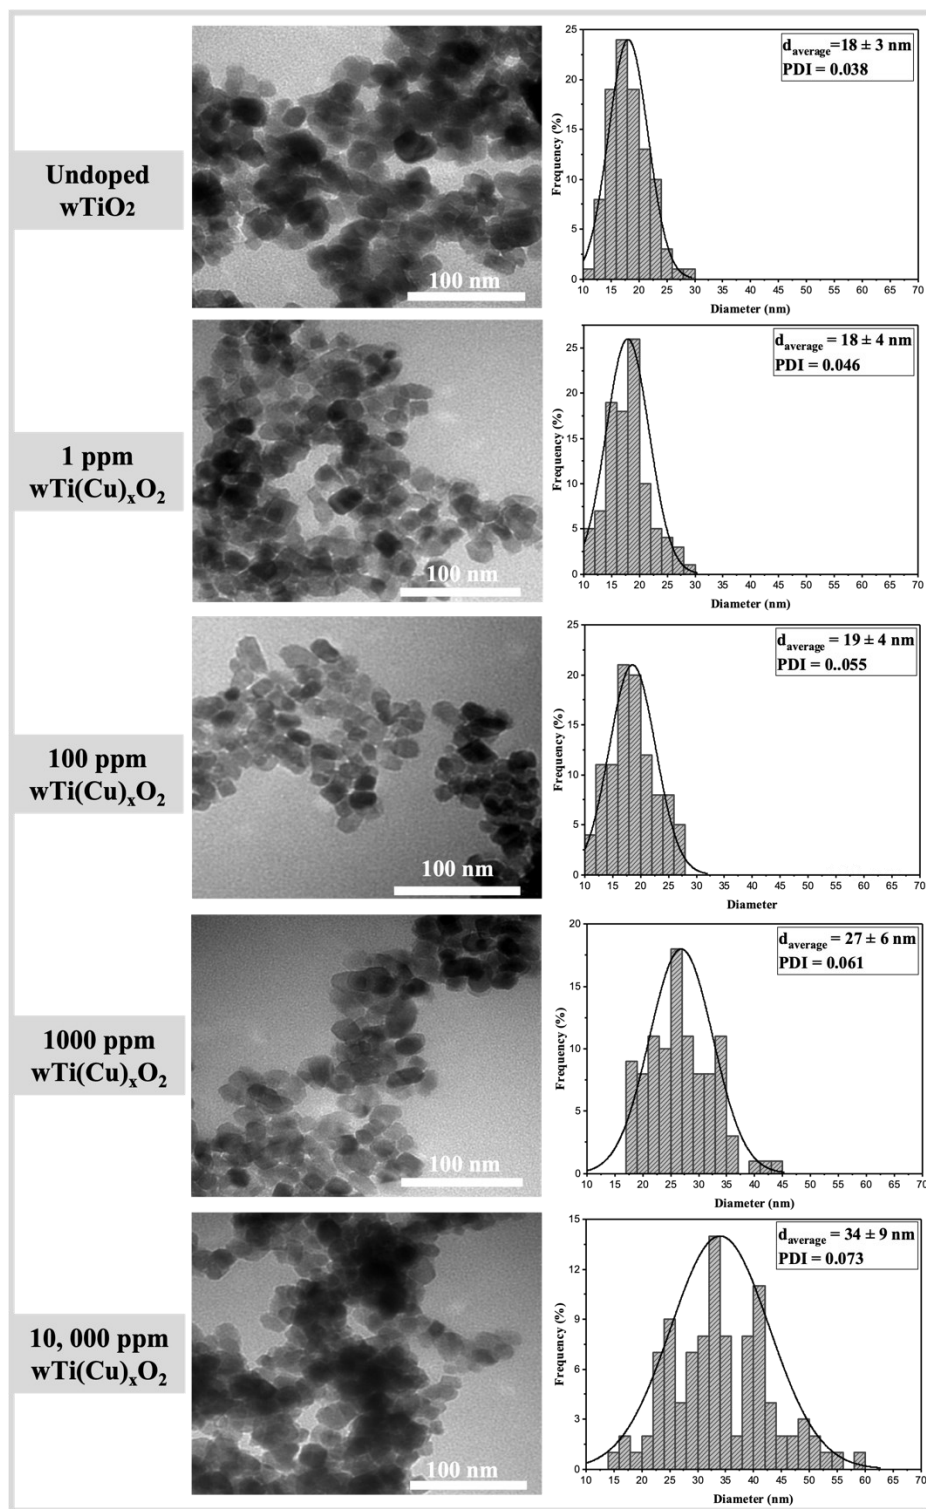 Undoped
wTiO₂
100 nm
d_average=18 ± 3 nm
PDI = 0.038
25
20
15
10
5
0
Frequency (%)
10 15 20 25 30 35 40 45 50 55 60 65 70
Diameter (nm)
1 ppm
wTi(Cu)ₓO₂
100 nm
d_average = 18 ± 4 nm
PDI = 0.046
25
20
15
10
5
0
Frequency (%)
10 15 20 25 30 35 40 45 50 55 60 65 70
Diameter (nm)
100 ppm
wTi(Cu)ₓO₂
100 nm
d_average = 19 ± 4 nm
PDI = 0..055
25
20
15
10
5
0
Frequency (%)
10 15 20 25 30 35 40 45 50 55 60 65 70
Diameter
1000 ppm
wTi(Cu)ₓO₂
100 nm
d_average = 27 ± 6 nm
PDI = 0.061
20
15
10
5
0
Frequency (%)
10 15 20 25 30 35 40 45 50 55 60 65 70
Diameter (nm)
10, 000 ppm
wTi(Cu)ₓO₂
100 nm
d_average = 34 ± 9 nm
PDI = 0.073
15
12
9
6
3
0
Frequency (%)
10 15 20 25 30 35 40 45 50 55 60 65 70
Diameter (nm)